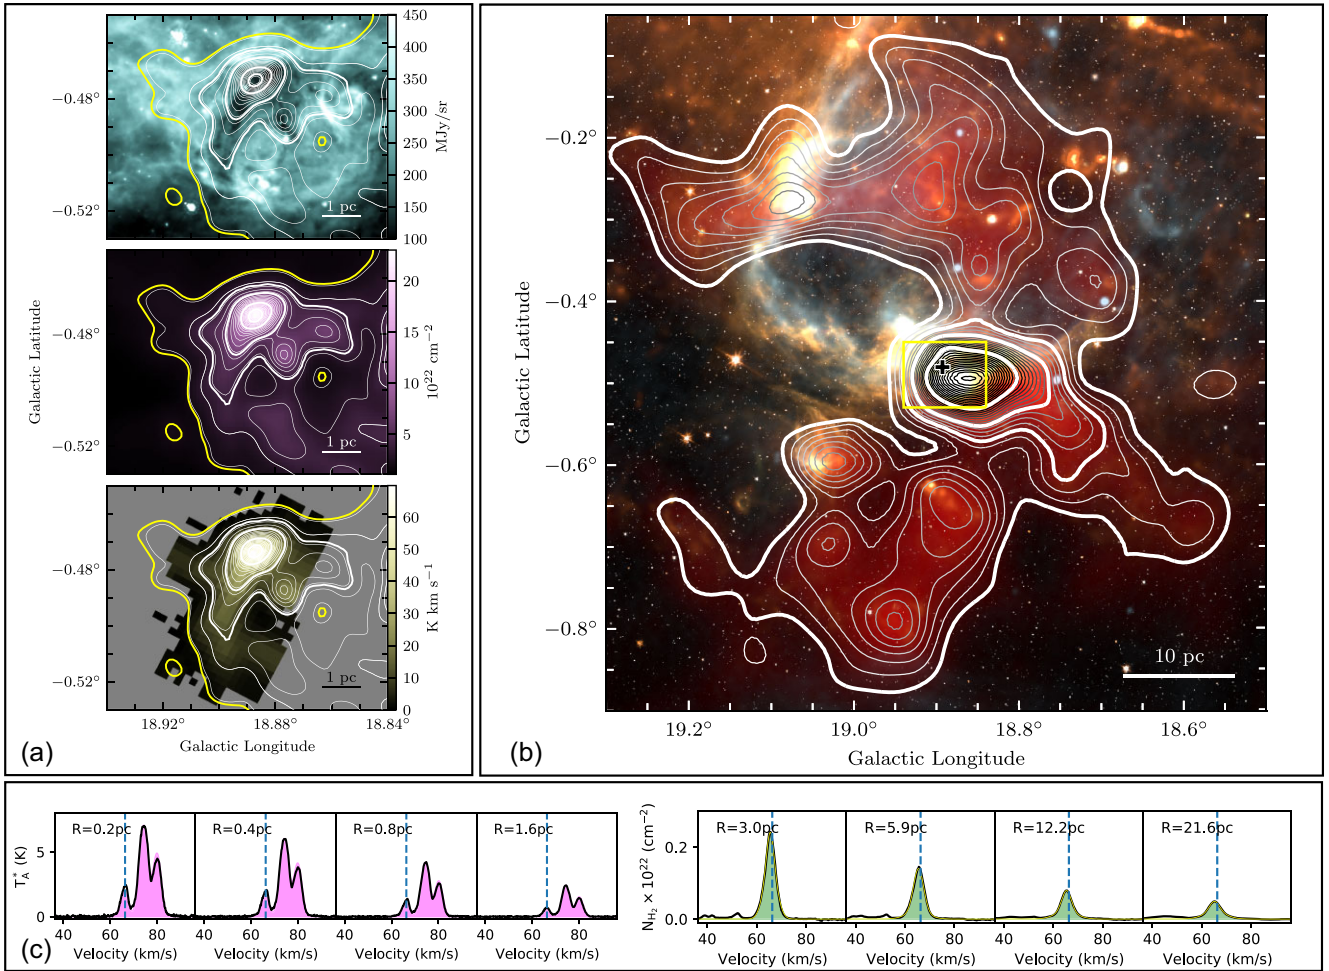 450
400
350
300
250
200
150
100
MJy/sr
−0.48°
−0.52°
1 pc
20
15
10
5
10²² cm⁻²
Galactic Latitude
−0.48°
−0.52°
1 pc
60
50
40
30
20
10
0
K km s⁻¹
−0.48°
−0.52°
1 pc
18.92°
18.88°
18.84°
Galactic Longitude
(a)
−0.2°
−0.4°
−0.6°
−0.8°
Galactic Latitude
10 pc
19.2°
19.0°
18.8°
18.6°
Galactic Longitude
(b)
R=0.2pc
R=0.4pc
R=0.8pc
R=1.6pc
T*A (K)
5
0
40 60 80
40 60 80
40 60 80
40 60 80
Velocity (km/s)
Velocity (km/s)
Velocity (km/s)
Velocity (km/s)
R=3.0pc
R=5.9pc
R=12.2pc
R=21.6pc
N_H₂ × 10²² (cm⁻²)
0.2
0.0
40 60 80
40 60 80
40 60 80
40 60 80
Velocity (km/s)
Velocity (km/s)
Velocity (km/s)
Velocity (km/s)
(c)